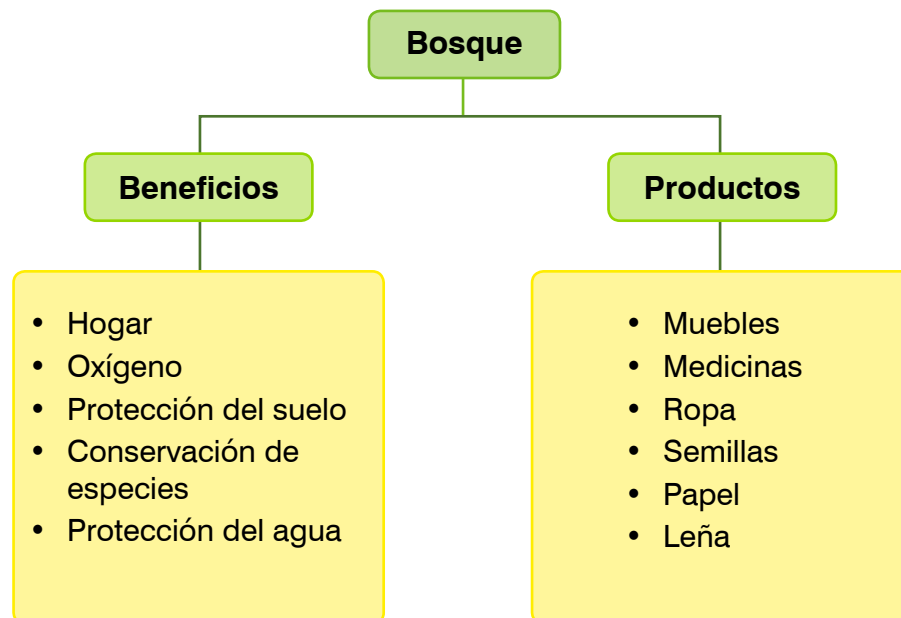 Bosque
Beneficios
Productos
• Hogar
• Oxígeno
• Protección del suelo
• Conservación de
especies
• Protección del agua
• Muebles
• Medicinas
• Ropa
• Semillas
• Papel
• Leña